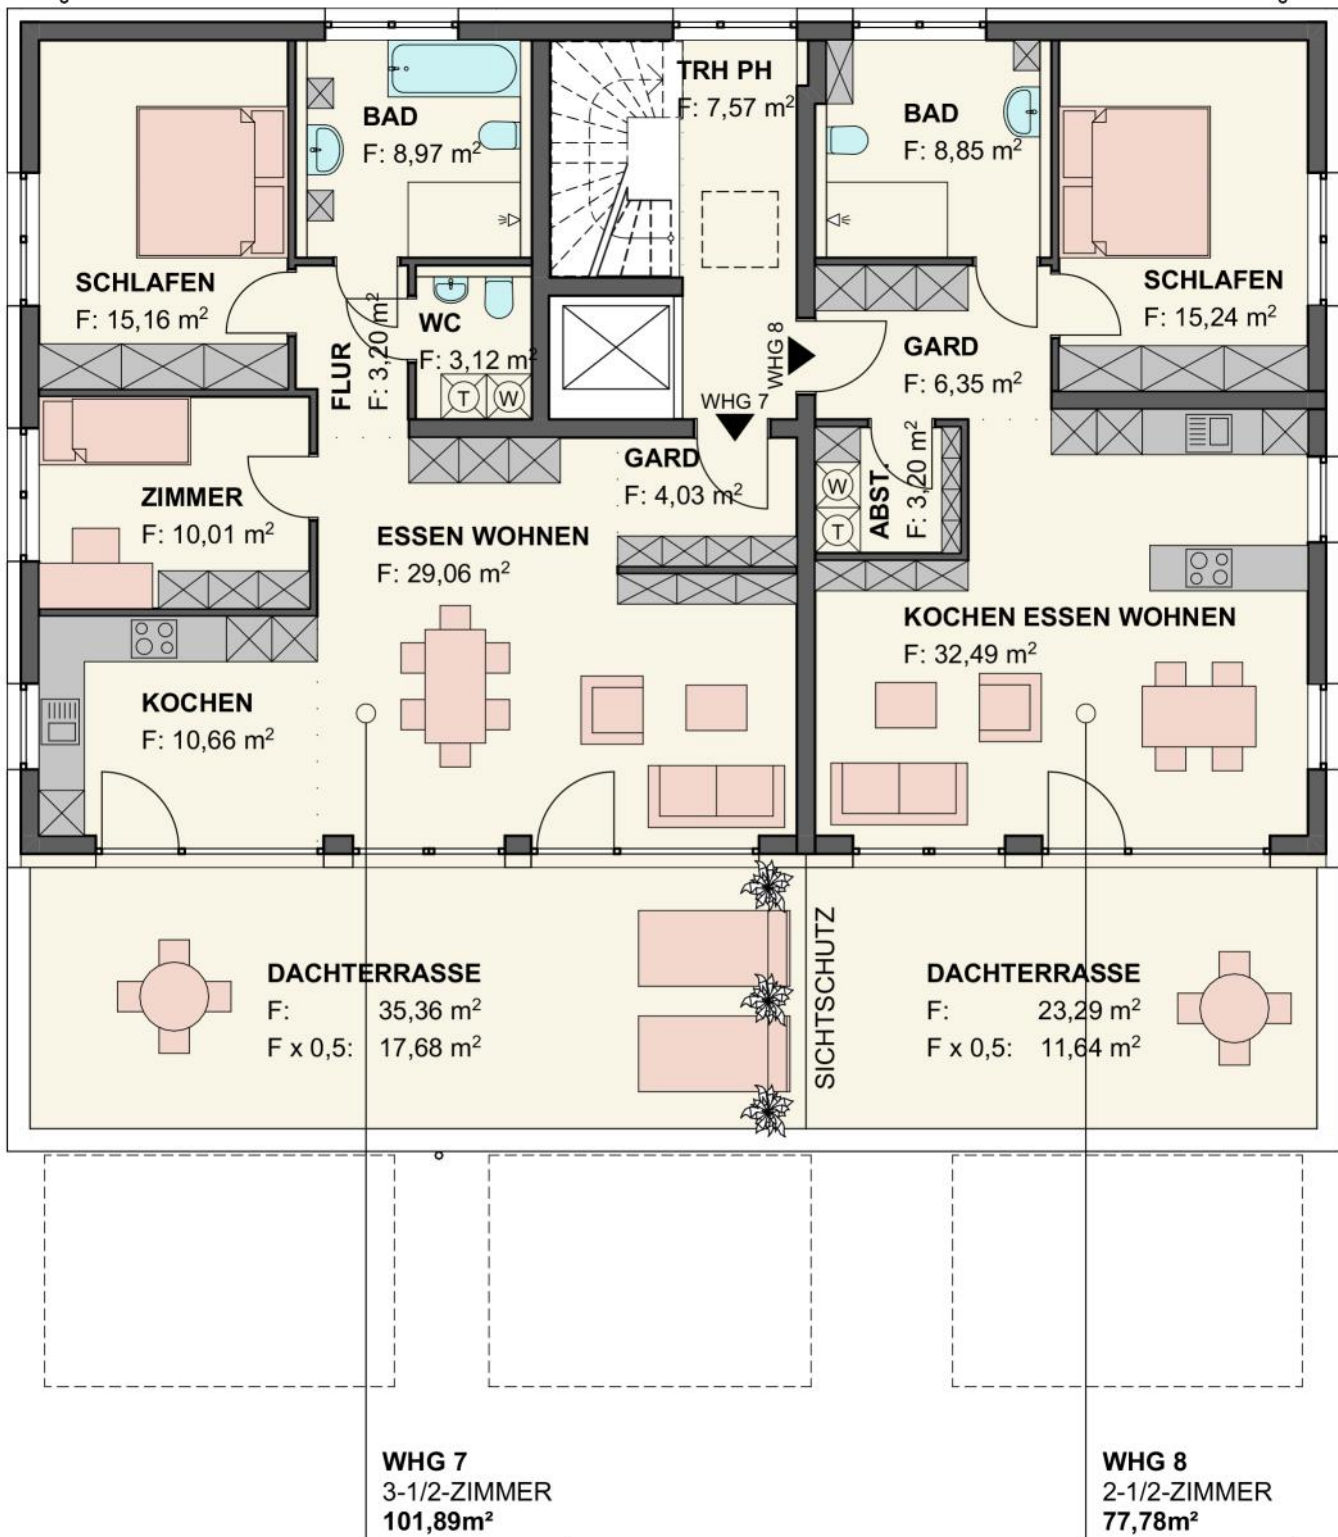 TRH PH
F: 7,57 m²
BAD
F: 8,97 m²
BAD
F: 8,85 m²
SCHLAFEN
F: 15,16 m²
FLUR
F: 3,20 m²
WC
F: 3,12 m²
T
W
WHG 8
WHG 7
GARD
F: 6,35 m²
SCHLAFEN
F: 15,24 m²
ZIMMER
F: 10,01 m²
GARD
F: 4,03 m²
W
T
ABST.
F: 3,20 m²
ESSEN WOHNEN
F: 29,06 m²
KOCHEN ESSEN WOHNEN
F: 32,49 m²
KOCHEN
F: 10,66 m²
DACHTERRASSE
F: 35,36 m²
F x 0,5: 17,68 m²
SICHTSCHUTZ
DACHTERRASSE
F: 23,29 m²
F x 0,5: 11,64 m²
WHG 7
3-1/2-ZIMMER
101,89m²
WHG 8
2-1/2-ZIMMER
77,78m²